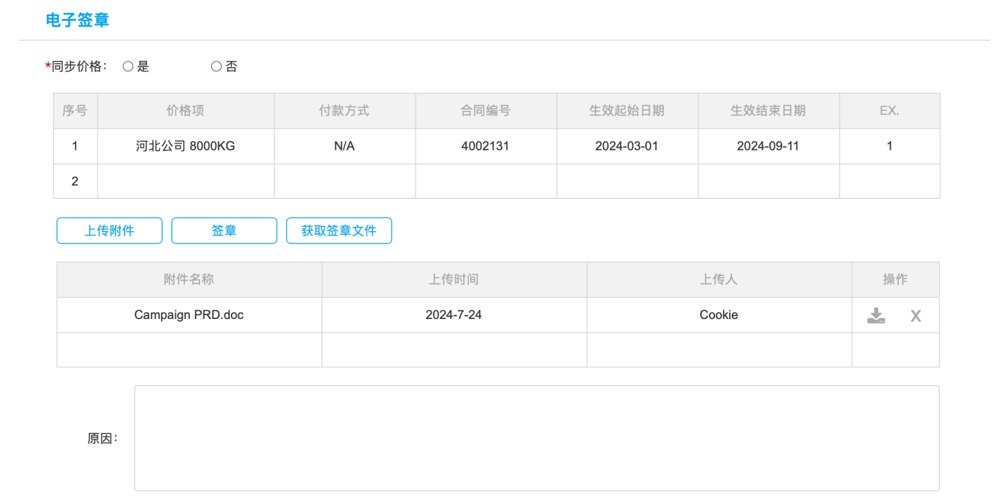 电子签章
*同步价格： 是 否
序号 价格项 付款方式 合同编号 生效起始日期 生效结束日期 EX.
1 河北公司 8000KG N/A 4002131 2024-03-01 2024-09-11 1
2
上传附件 签章 获取签章文件
附件名称 上传时间 上传人 操作
Campaign PRD.doc 2024-7-24 Cookie X
原因：